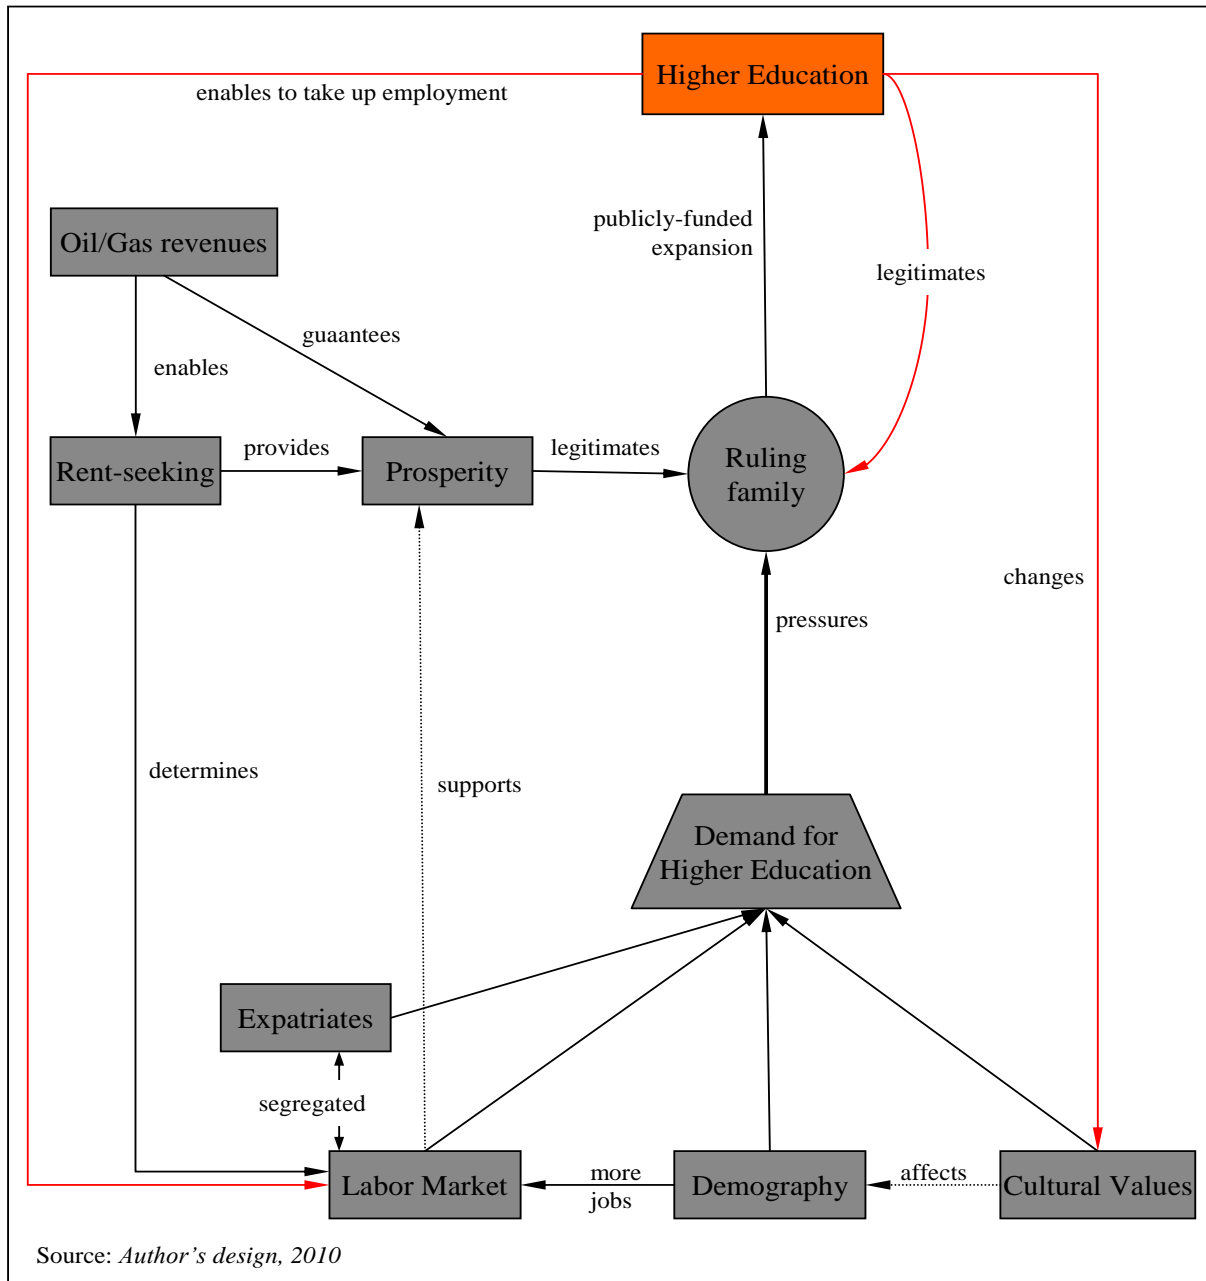 Higher Education
enables to take up employment
publicly-funded
expansion
Oil/Gas revenues
legitimates
guaantees
enables
provides
legitimates
Rent-seeking
Prosperity
Ruling
family
changes
pressures
determines
supports
Demand for
Higher Education
Expatriates
segregated
more
jobs
affects
Labor Market
Demography
Cultural Values
Source: Author's design, 2010